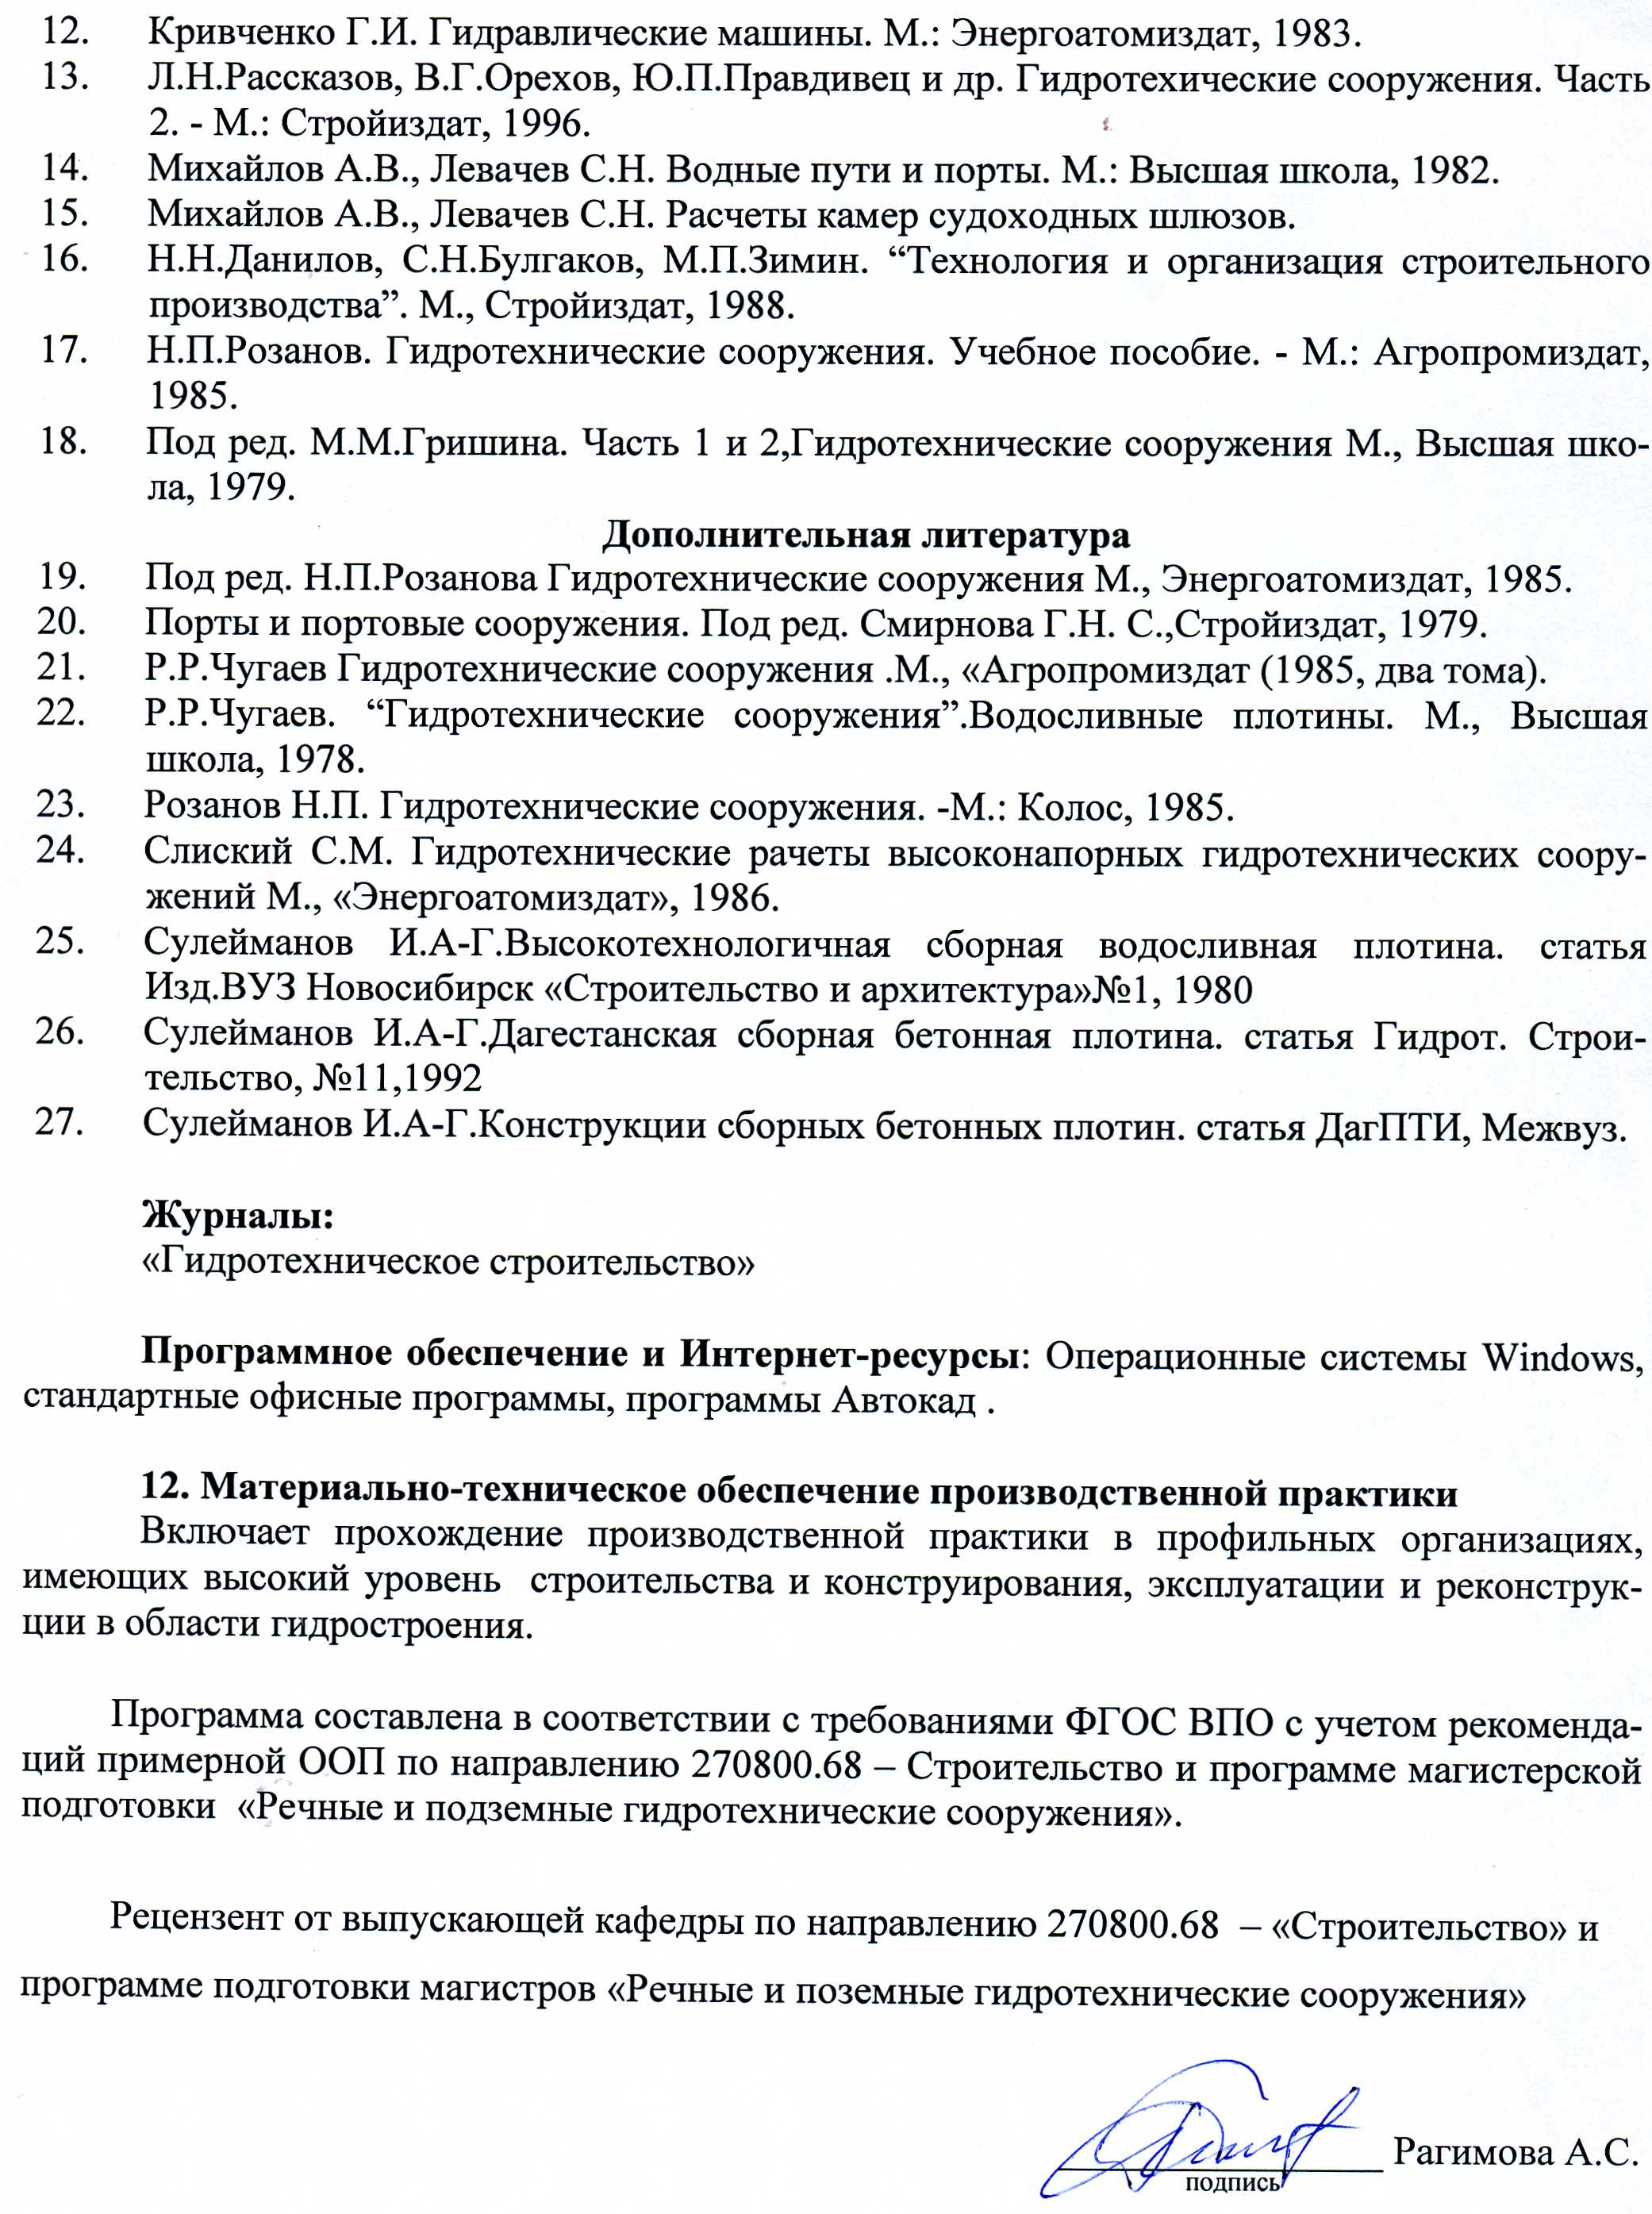 12. Кривченко Г.И. Гидравлические машины. М.: Энергоатомиздат, 1983.
13. Л.Н.Рассказов, В.Г.Орехов, Ю.П.Правдивец и др. Гидротехические сооружения. Часть
2. - М.: Стройиздат, 1996.
14. Михайлов А.В., Левачев С.Н. Водные пути и порты. М.: Высшая школа, 1982.
15. Михайлов А.В., Левачев С.Н. Расчеты камер судоходных шлюзов.
16. Н.Н.Данилов, С.Н.Булгаков, М.П.Зимин. “Технология и организация строительного
производства”. М., Стройиздат, 1988.
17. Н.П.Розанов. Гидротехнические сооружения. Учебное пособие. - М.: Агропромиздат,
1985.
18. Под ред. М.М.Гришина. Часть 1 и 2,Гидротехнические сооружения М., Высшая шко-
ла, 1979.
Дополнительная литература
19. Под ред. Н.П.Розанова Гидротехнические сооружения М., Энергоатомиздат, 1985.
20. Порты и портовые сооружения. Под ред. Смирнова Г.Н. С.,Стройиздат, 1979.
21. Р.Р.Чугаев Гидротехнические сооружения .М., «Агропромиздат (1985, два тома).
22. Р.Р.Чугаев. “Гидротехнические сооружения”.Водосливные плотины. М., Высшая
школа, 1978.
23. Розанов Н.П. Гидротехнические сооружения. -М.: Колос, 1985.
24. Слиский С.М. Гидротехнические рачеты высоконапорных гидротехнических соору-
жений М., «Энергоатомиздат», 1986.
25. Сулейманов И.А-Г.Высокотехнологичная сборная водосливная плотина. статья
Изд.ВУЗ Новосибирск «Строительство и архитектура»№1, 1980
26. Сулейманов И.А-Г.Дагестанская сборная бетонная плотина. статья Гидрот. Строи-
тельство, №11,1992
27. Сулейманов И.А-Г.Конструкции сборных бетонных плотин. статья ДагПТИ, Межвуз.
Журналы:
«Гидротехническое строительство»
Программное обеспечение и Интернет-ресурсы: Операционные системы Windows,
стандартные офисные программы, программы Автокад .
12. Материально-техническое обеспечение производственной практики
Включает прохождение производственной практики в профильных организациях,
имеющих высокий уровень строительства и конструирования, эксплуатации и реконструк-
ции в области гидростроения.
Программа составлена в соответствии с требованиями ФГОС ВПО с учетом рекоменда-
ций примерной ООП по направлению 270800.68 – Строительство и программе магистерской
подготовки «Речные и подземные гидротехнические сооружения».
Рецензент от выпускающей кафедры по направлению 270800.68 – «Строительство» и
программе подготовки магистров «Речные и поземные гидротехнические сооружения»
Рагимова А.С.
подпись